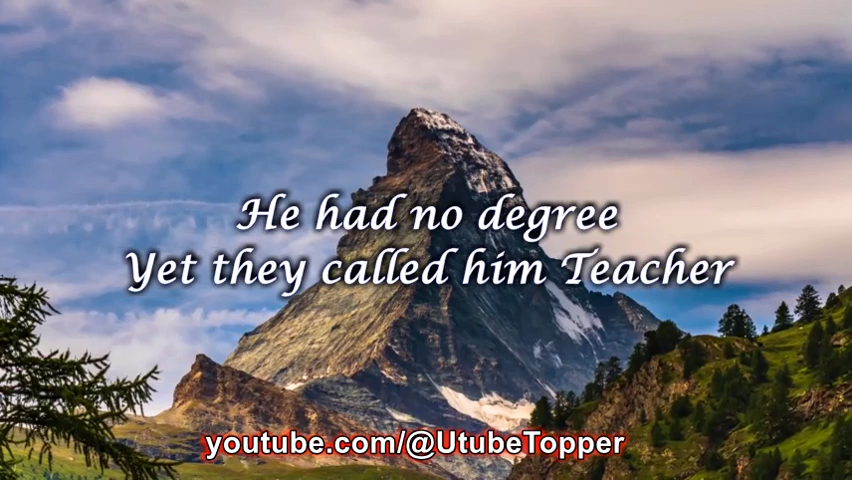 He had no degree
Yet they called him Teacher
youtube.com/@UtubeTopper